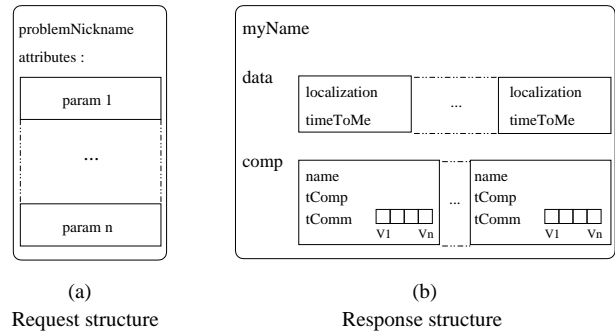 problemNickname
attributes :
param 1
...
param n
(a)
Request structure
myName
data
localization
timeToMe
...
localization
timeToMe
comp
name
tComp
tComm
V1 Vn
...
name
tComp
tComm
V1 Vn
(b)
Response structure